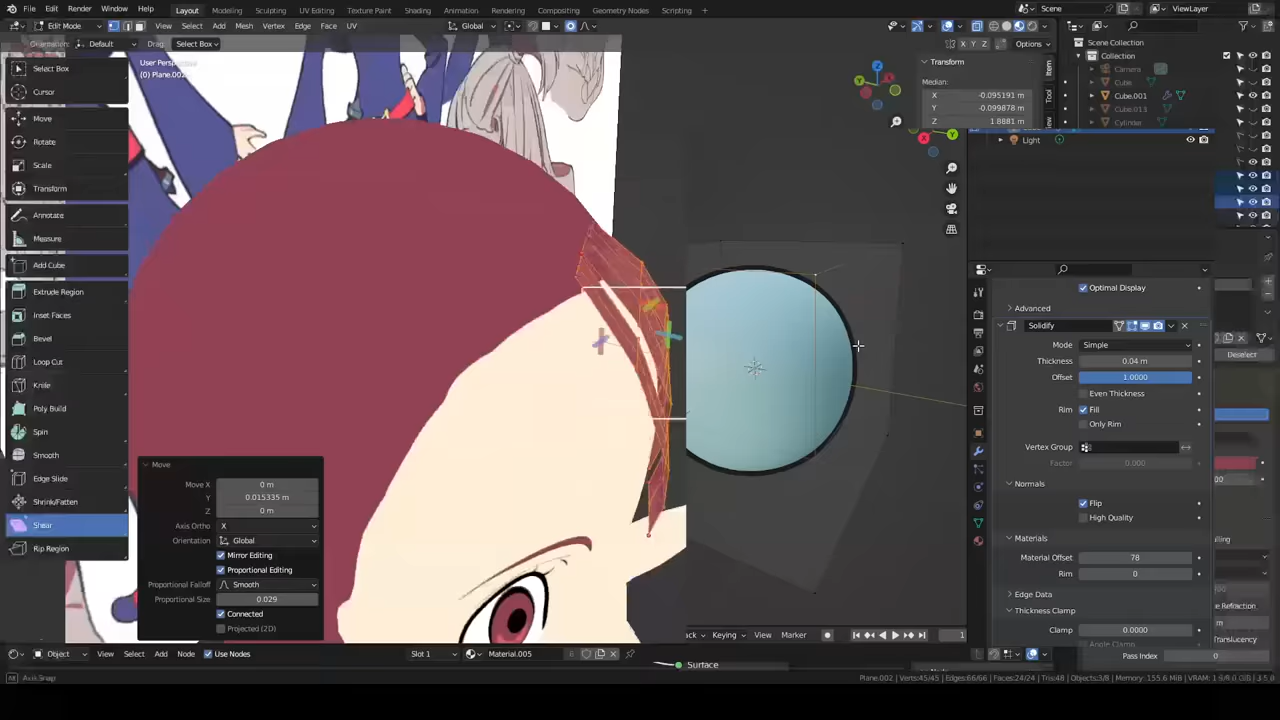 File Edit Render Window Help Layout Modeling Sculpting UV Editing Texture Paint Shading Animation Rendering Compositing Geometry Nodes Scripting + Scene ViewLayer
Edit Mode View Select Add Mesh Vertex Edge Face UV Global
Orientation: Default Drag: Select Box X Y Z Options Scene Collection
User Perspective
(0) Plane.002
Select Box
Cursor
Move
Rotate
Scale
Transform
Annotate
Measure
Add Cube
Extrude Region
Inset Faces
Bevel
Loop Cut
Knife
Poly Build
Spin
Smooth
Edge Slide
Shrink/Fatten
Shear
Rip Region
Transform
Median:
X -0.095191 m
Y -0.099878 m
Z 1.8881 m
Item
Tool
Collection
Camera
Cube
Cube.001
Cube.013
Cylinder
Light
Optimal Display
Advanced
Solidify
Mode Simple
Thickness 0.04 m
Offset 1.0000
Even Thickness
Rim Fill
Only Rim
Vertex Group
Factor 0.000
Normals
Flip
High Quality
Materials
Material Offset 78
Rim 0
Edge Data
Thickness Clamp
Clamp 0.0000
Deselect
Refraction
Translucency
Pass Index 0
Move
Move X 0 m
Y 0.015335 m
Z 0 m
Axis Ortho X
Orientation Global
Mirror Editing
Proportional Editing
Proportional Falloff Smooth
Proportional Size 0.029
Connected
Projected (2D)
Keying View Marker 1
Object View Select Add Node Use Nodes Slot 1 Material.005
Surface
Axis Snap Plane.002 | Verts:45/45 | Edges:66/66 | Faces:24/24 | Tris:48 | Objects:3/8 | Memory: 155.6 MiB | VRAM: